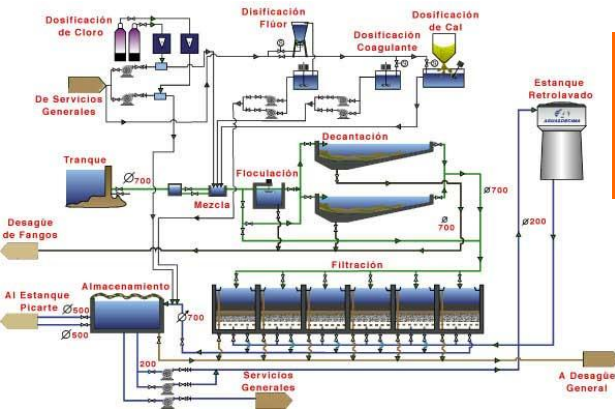 Dosificación
de Cloro
Disificación
Flúor
Dosificación
Coagulante
Dosificación
de Cal
De Servicios
Generales
Estanque
Retrolavado
AGUASDECIMA
Tranque
Ø700
Mezcla
Floculación
Decantación
Ø700
Ø
700
Ø200
Desagüe
de Fangos
Filtración
Almacenamiento
Al Estanque
Picarte
Ø500
Ø500
Ø700
200
Servicios
Generales
A Desagüe
General